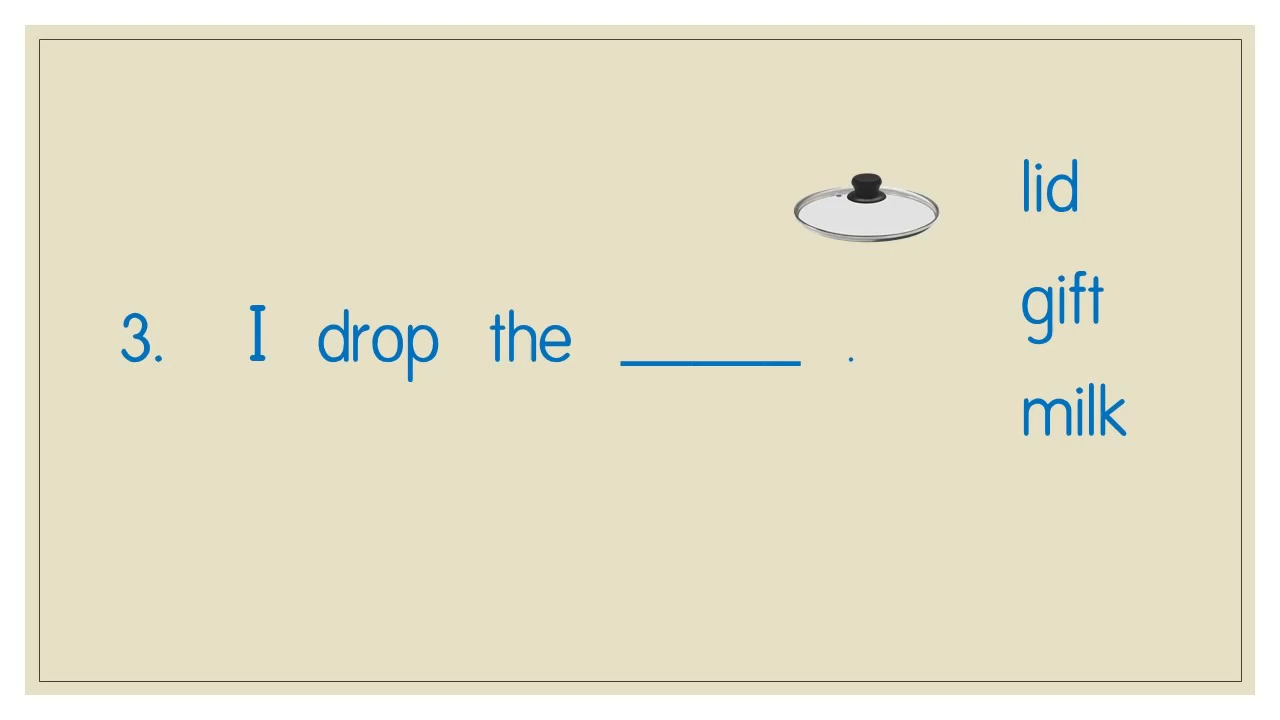 3. I drop the ______ .
lid
gift
milk